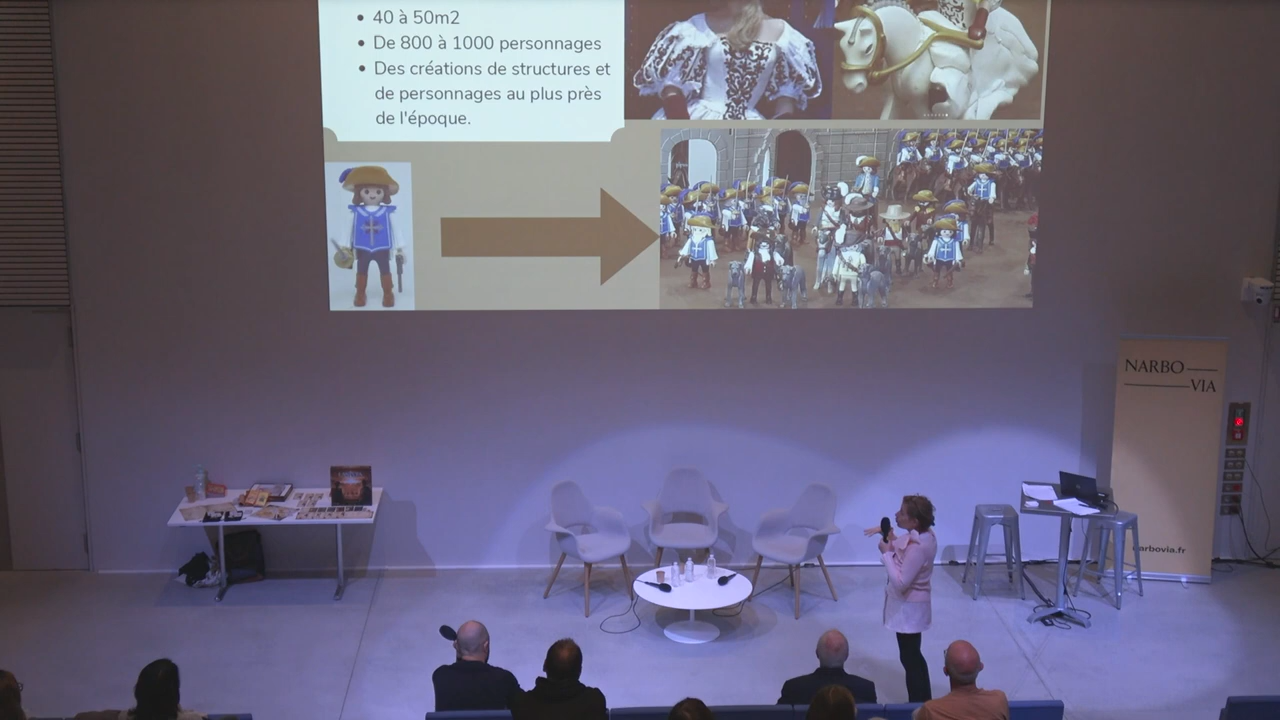 • 40 à 50m2
• De 800 à 1000 personnages
• Des créations de structures et
de personnages au plus près
de l'époque.
NARBO
VIA
narbovia.fr